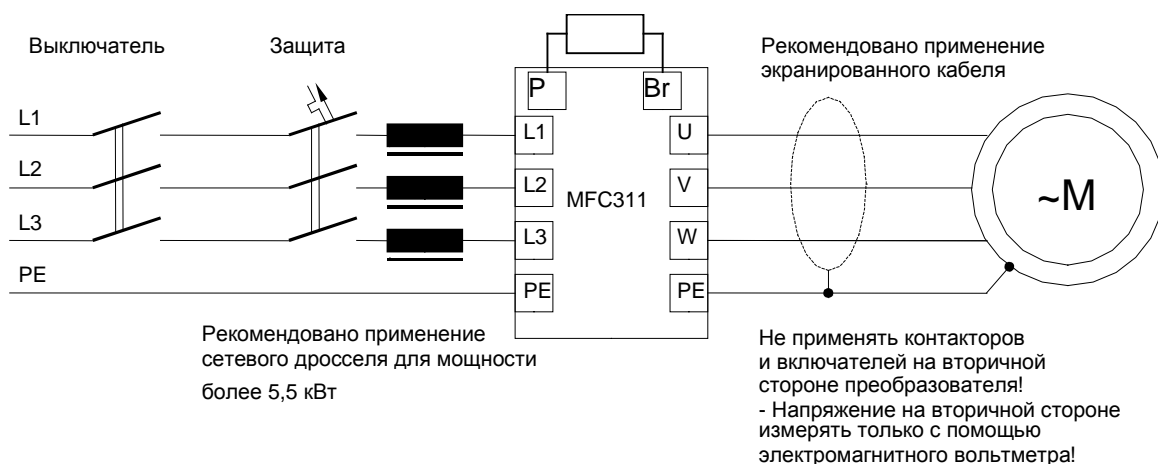 Выключатель
Защита
Рекомендовано применение
экранированного кабеля
P
Br
L1
L1
U
L2
L2
V
MFC311
~M
L3
L3
W
PE
PE
PE
Рекомендовано применение
сетевого дросселя для мощности
более 5,5 кВт
Не применять контакторов
и включателей на вторичной
стороне преобразователя!
- Напряжение на вторичной стороне
измерять только с помощью
электромагнитного вольтметра!